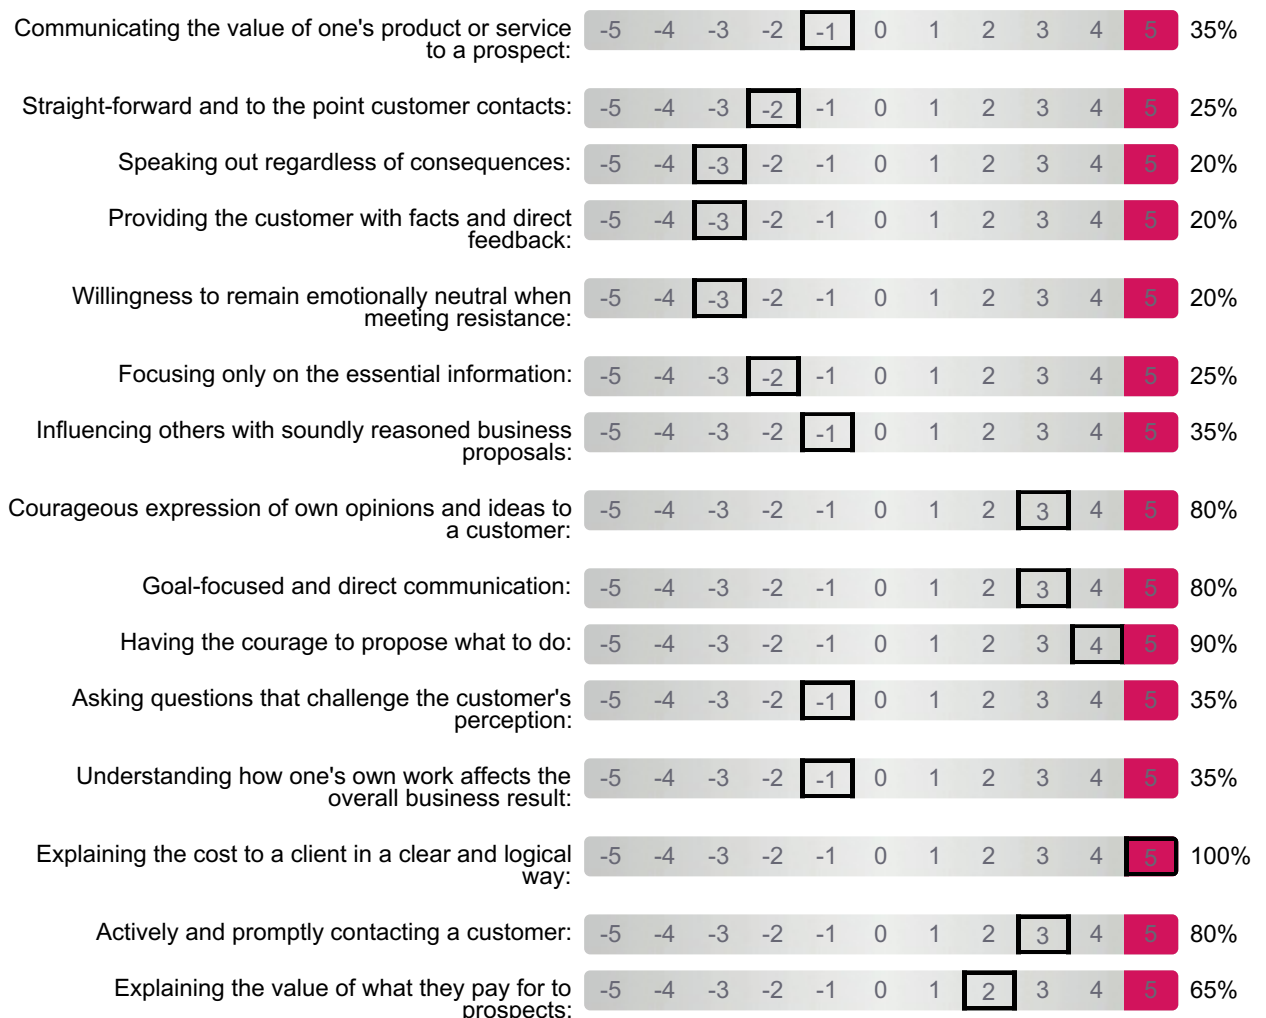 Communicating the value of one's product or service
to a prospect:
-5 -4 -3 -2 -1 0 1 2 3 4 5 35%
Straight-forward and to the point customer contacts:
-5 -4 -3 -2 -1 0 1 2 3 4 5 25%
Speaking out regardless of consequences:
-5 -4 -3 -2 -1 0 1 2 3 4 5 20%
Providing the customer with facts and direct
feedback:
-5 -4 -3 -2 -1 0 1 2 3 4 5 20%
Willingness to remain emotionally neutral when
meeting resistance:
-5 -4 -3 -2 -1 0 1 2 3 4 5 20%
Focusing only on the essential information:
-5 -4 -3 -2 -1 0 1 2 3 4 5 25%
Influencing others with soundly reasoned business
proposals:
-5 -4 -3 -2 -1 0 1 2 3 4 5 35%
Courageous expression of own opinions and ideas to
a customer:
-5 -4 -3 -2 -1 0 1 2 3 4 5 80%
Goal-focused and direct communication:
-5 -4 -3 -2 -1 0 1 2 3 4 5 80%
Having the courage to propose what to do:
-5 -4 -3 -2 -1 0 1 2 3 4 5 90%
Asking questions that challenge the customer's
perception:
-5 -4 -3 -2 -1 0 1 2 3 4 5 35%
Understanding how one's own work affects the
overall business result:
-5 -4 -3 -2 -1 0 1 2 3 4 5 35%
Explaining the cost to a client in a clear and logical
way:
-5 -4 -3 -2 -1 0 1 2 3 4 5 100%
Actively and promptly contacting a customer:
-5 -4 -3 -2 -1 0 1 2 3 4 5 80%
Explaining the value of what they pay for to
prospects:
-5 -4 -3 -2 -1 0 1 2 3 4 5 65%